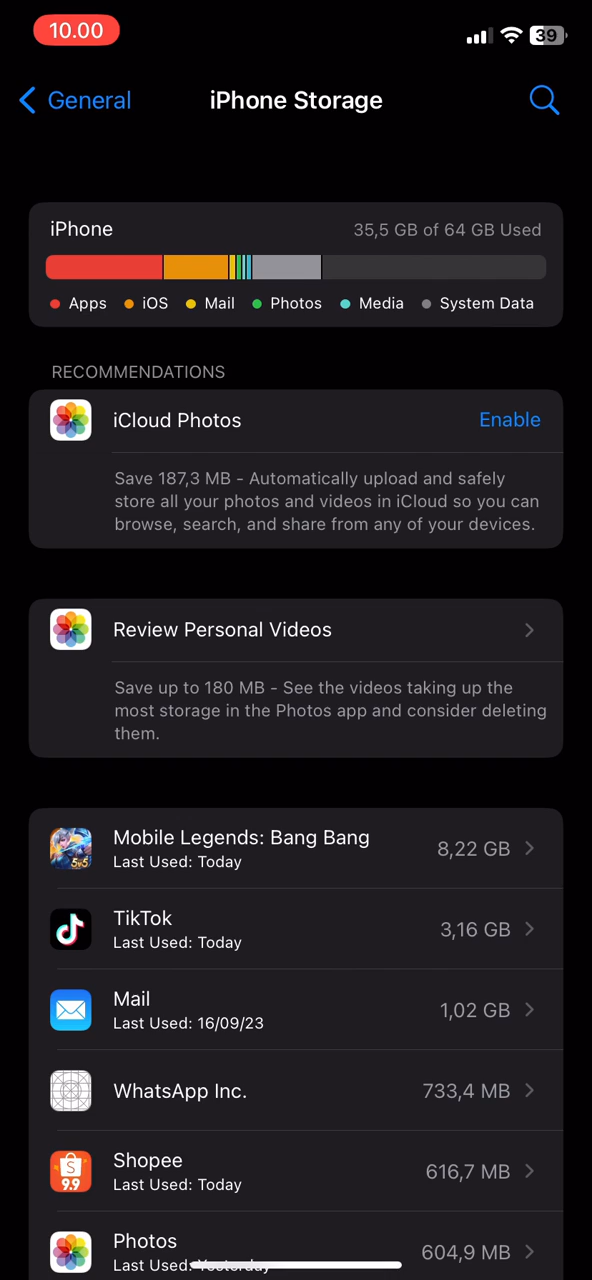 10.00
39
General
iPhone Storage
iPhone
35,5 GB of 64 GB Used
Apps
iOS
Mail
Photos
Media
System Data
RECOMMENDATIONS
iCloud Photos
Enable
Save 187,3 MB - Automatically upload and safely
store all your photos and videos in iCloud so you can
browse, search, and share from any of your devices.
Review Personal Videos
Save up to 180 MB - See the videos taking up the
most storage in the Photos app and consider deleting
them.
Mobile Legends: Bang Bang
Last Used: Today
8,22 GB
5v5
TikTok
Last Used: Today
3,16 GB
Mail
Last Used: 16/09/23
1,02 GB
WhatsApp Inc.
733,4 MB
Shopee
Last Used: Today
616,7 MB
S
9.9
Photos
Last Used: Yesterday
604,9 MB